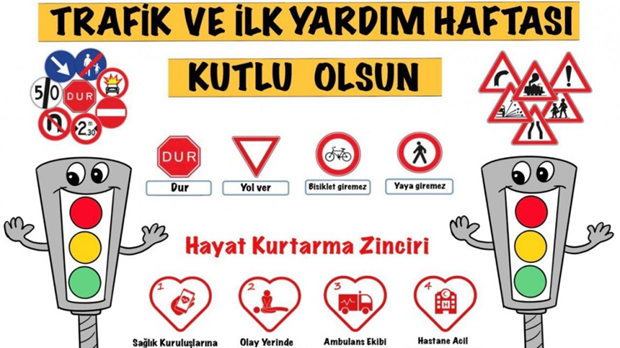 TRAFİK VE İLK YARDIM HAFTASI
KUTLU OLSUN
50
DUR
2 m 2.30
DUR
Dur
Yol ver
Bisiklet giremez
Yaya giremez
Hayat Kurtarma Zinciri
1 2 3 4
Sağlık Kuruluşlarına
Olay Yerinde
Ambulans Ekibi
Hastane Acil